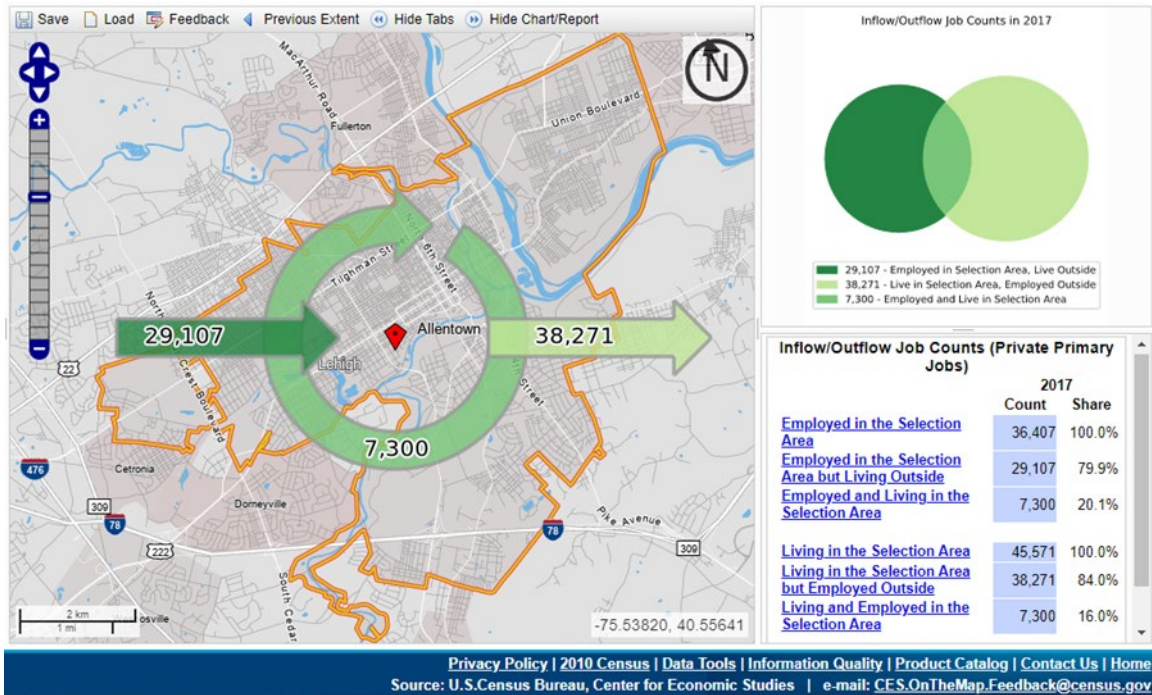 Save Load Feedback Previous Extent Hide Tabs Hide Chart/Report
N
MacArthur Road
Fullerton
Union Boulevard
North 6th Street
Tilghman Street
29,107
Allentown
38,271
Lehigh
22
Crest Boulevard
7,300
476
Cetronia
309
78
Dorneyville
222
78
Pike Avenue
309
South Cedar
2 km
1 mi
-75.53820, 40.55641
Inflow/Outflow Job Counts in 2017
29,107 - Employed in Selection Area, Live Outside
38,271 - Live in Selection Area, Employed Outside
7,300 - Employed and Live in Selection Area
Inflow/Outflow Job Counts (Private Primary
Jobs)
2017
Count Share
Employed in the Selection
Area 36,407 100.0%
Employed in the Selection
Area but Living Outside 29,107 79.9%
Employed and Living in the
Selection Area 7,300 20.1%
Living in the Selection Area 45,571 100.0%
Living in the Selection Area
but Employed Outside 38,271 84.0%
Living and Employed in the
Selection Area 7,300 16.0%
Privacy Policy | 2010 Census | Data Tools | Information Quality | Product Catalog | Contact Us | Home
Source: U.S.Census Bureau, Center for Economic Studies | e-mail: CES.OnTheMap.Feedback@census.gov